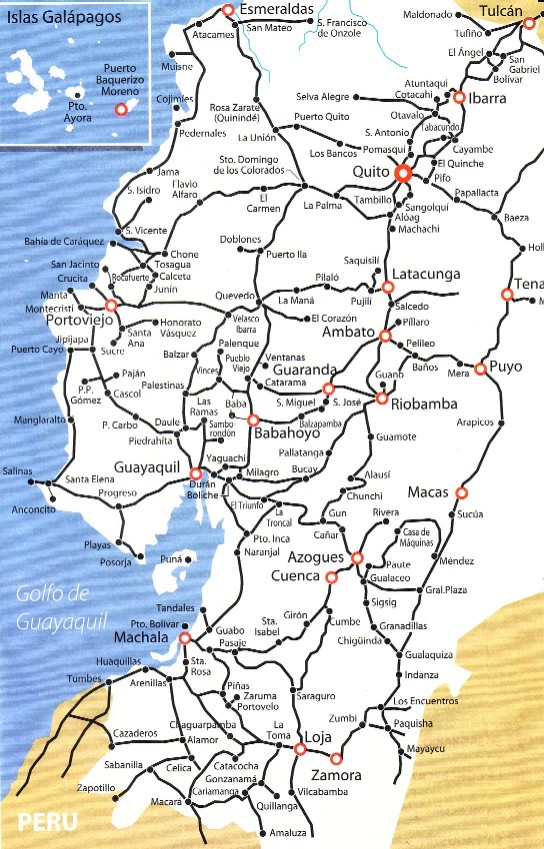 Islas Galápagos
Puerto
Baquerizo
Moreno
Pto.
Ayora
Esmeraldas
Atacames
San Mateo
S. Francisco
de Onzole
Maldonado
Tulcán
Tufiño
El Ángel
San
Gabriel
Bolívar
Muisne
Cojimíes
Pedernales
Rosa Zarate
(Quinindé)
La Unión
Selva Alegre
Puerto Quito
Los Bancos
Atuntaqui
Cotacahi
Ibarra
Otavalo
Tabacundo
S. Antonio
Pomasqui
Cayambe
El Quinche
Quito
Pifo
Papallacta
Sto. Domingo
de los Colorados
Jama
S. Isidro
Flavio
Alfaro
El
Carmen
La Palma
Tambillo
Sangolquí
Alóag
Machachi
Baeza
S. Vicente
Bahía de Caráquez
Chone
Tosagua
Calceta
Junín
San Jacinto
Crucita
Rocafuerte
Manta
Montecristi
Portoviejo
Doblones
Puerto Ila
Saquisilí
Holl
Pilaló
Pujilí
Latacunga
Tena
M
Quevedo
La Maná
Salcedo
Velasco
Ibarra
El Corazón
Píllaro
Ambato
Pelileo
Santa
Ana
Honorato
Vásquez
Jipijapa
Puerto Cayo
Sucre
Balzar
Palenque
Pueblo
Viejo
Ventanas
Guaranda
Vinces
Catarama
Guano
Baños
Mera
Puyo
P.P.
Gómez
Paján
Cascol
Palestinas
Las
Ramas
Baba
S. Miguel
S. José
Riobamba
Manglaralto
P. Carbo
Daule
Piedrahíta
Sambo-
rondón
Babahoyo
Balzapamba
Arapicos
Guamote
Pallatanga
Salinas
Santa Elena
Guayaquil
Yaguachi
Durán
Boliche
Milagro
Bucay
Alausí
Macas
Anconcito
Progreso
El Triunfo
Chunchi
La
Troncal
Gun
Rivera
Sucúa
Cañar
Casa de
Máquinas
Playas
Posorja
Puná
Pto. Inca
Naranjal
Azogues
Paute
Méndez
Cuenca
Gualaceo
Gral.Plaza
Golfo de
Guayaquil
Tandales
Pto. Bolívar
Machala
Guabo
Pasaje
Sta.
Isabel
Girón
Cumbe
Sigsig
Granadillas
Chigüinda
Gualaquiza
Huaquillas
Tumbes
Arenillas
Sta.
Rosa
Piñas
Zaruma
Portovelo
Saraguro
Indanza
Los Encuentros
Zumbi
Paquisha
Chaguarpamba
Cazaderos
Alamor
La
Toma
Loja
Mayaycu
Sabanilla
Celica
Catacocha
Zamora
Zapotillo
Gonzanamá
Cariamanga
Macará
Quillanga
Vilcabamba
Amaluza
PERU